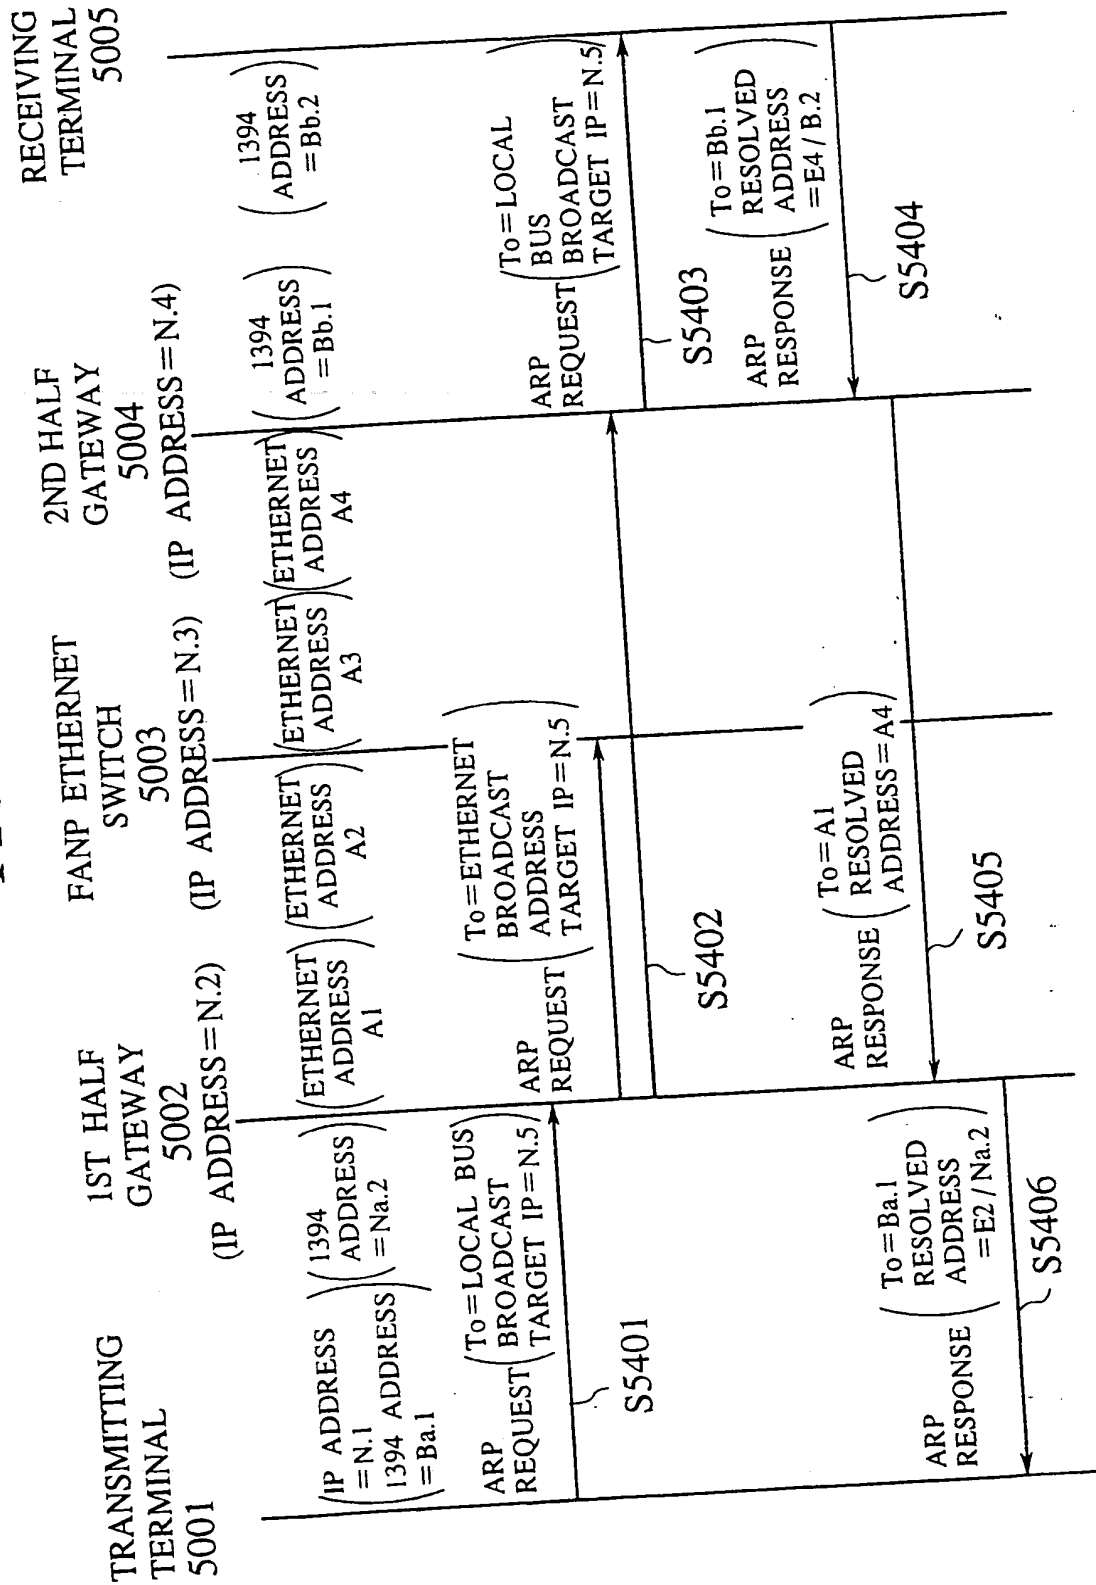 TRANSMITTING
TERMINAL
5001
1ST HALF
GATEWAY
5002
(IP ADDRESS=N.2)
FANP ETHERNET
SWITCH
5003
(IP ADDRESS=N.3)
2ND HALF
GATEWAY
5004
(IP ADDRESS=N.4)
RECEIVING
TERMINAL
5005
(IP ADDRESS
=N.1
1394 ADDRESS
=Ba.1)
(1394
ADDRESS
=Na.2)
(ETHERNET
ADDRESS
A1)
(ETHERNET
ADDRESS
A2)
(ETHERNET
ADDRESS
A3)
(ETHERNET
ADDRESS
A4)
(1394
ADDRESS
=Bb.1)
(1394
ADDRESS
=Bb.2)
ARP
REQUEST
(To=LOCAL BUS
BROADCAST
TARGET IP=N.5)
S5401
ARP
REQUEST
(To=ETHERNET
BROADCAST
ADDRESS
TARGET IP=N.5)
S5402
ARP
REQUEST
(To=LOCAL
BUS
BROADCAST
TARGET IP=N.5)
S5403
ARP
RESPONSE
(To=Bb.1
RESOLVED
ADDRESS
=E4/B.2)
S5404
ARP
RESPONSE
(To=A1
RESOLVED
ADDRESS=A4)
S5405
ARP
RESPONSE
(To=Ba.1
RESOLVED
ADDRESS
=E2/Na.2)
S5406